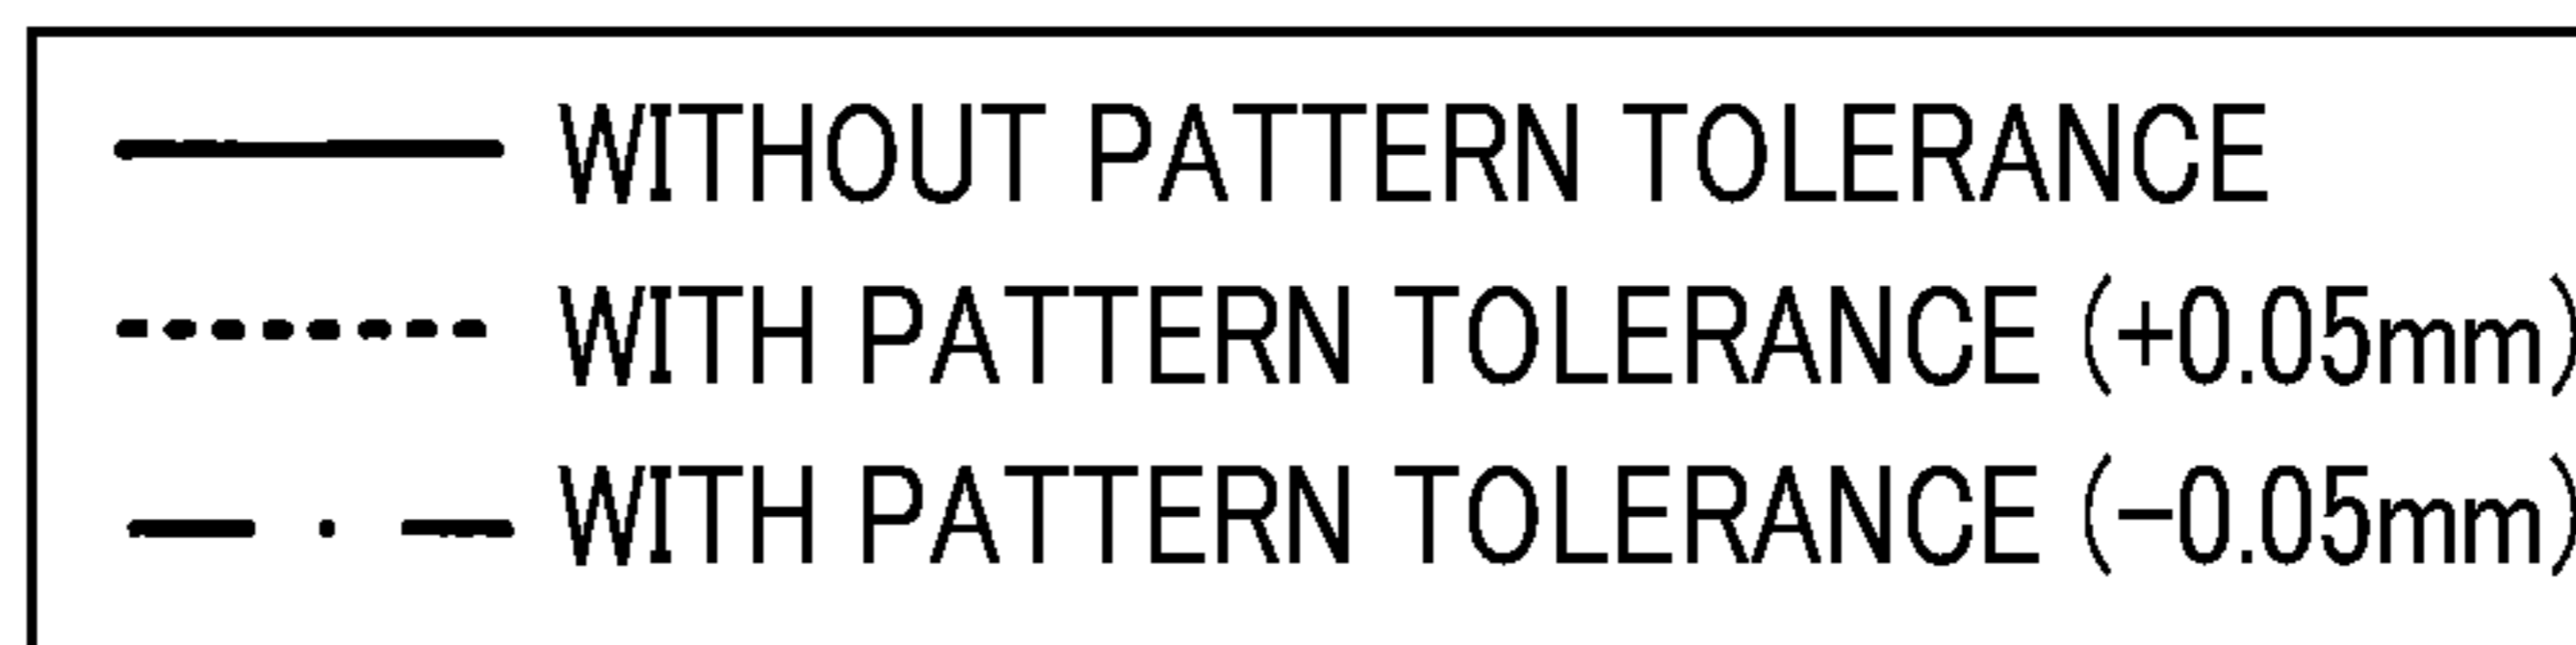 WITHOUT PATTERN TOLERANCE
WITH PATTERN TOLERANCE (+0.05mm)
WITH PATTERN TOLERANCE (−0.05mm)